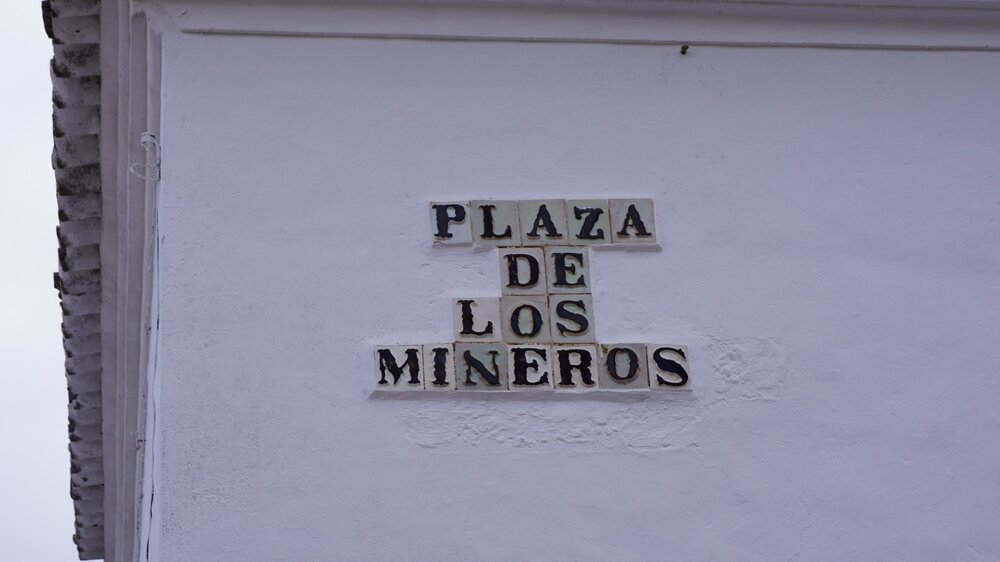 PLAZA
DE
LOS
MINEROS